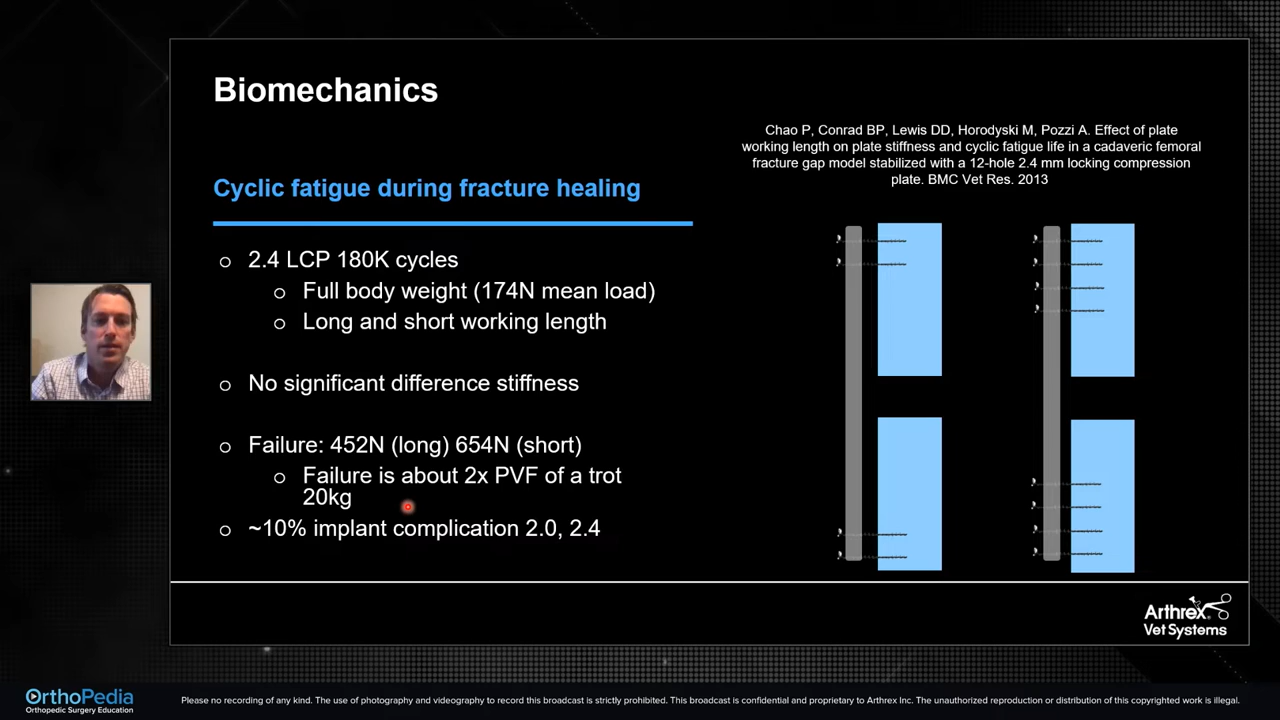 Biomechanics
Chao P, Conrad BP, Lewis DD, Horodyski M, Pozzi A. Effect of plate
working length on plate stiffness and cyclic fatigue life in a cadaveric femoral
fracture gap model stabilized with a 12-hole 2.4 mm locking compression
plate. BMC Vet Res. 2013
Cyclic fatigue during fracture healing
o 2.4 LCP 180K cycles
o Full body weight (174N mean load)
o Long and short working length
o No significant difference stiffness
o Failure: 452N (long) 654N (short)
o Failure is about 2x PVF of a trot
20kg
o ~10% implant complication 2.0, 2.4
Arthrex
Vet Systems
OrthoPedia
Orthopedic Surgery Education
Please no recording of any kind. The use of photography and videography to record this broadcast is strictly prohibited. This broadcast is confidential and proprietary to Arthrex Inc. The unauthorized reproduction or distribution of this copyrighted work is illegal.